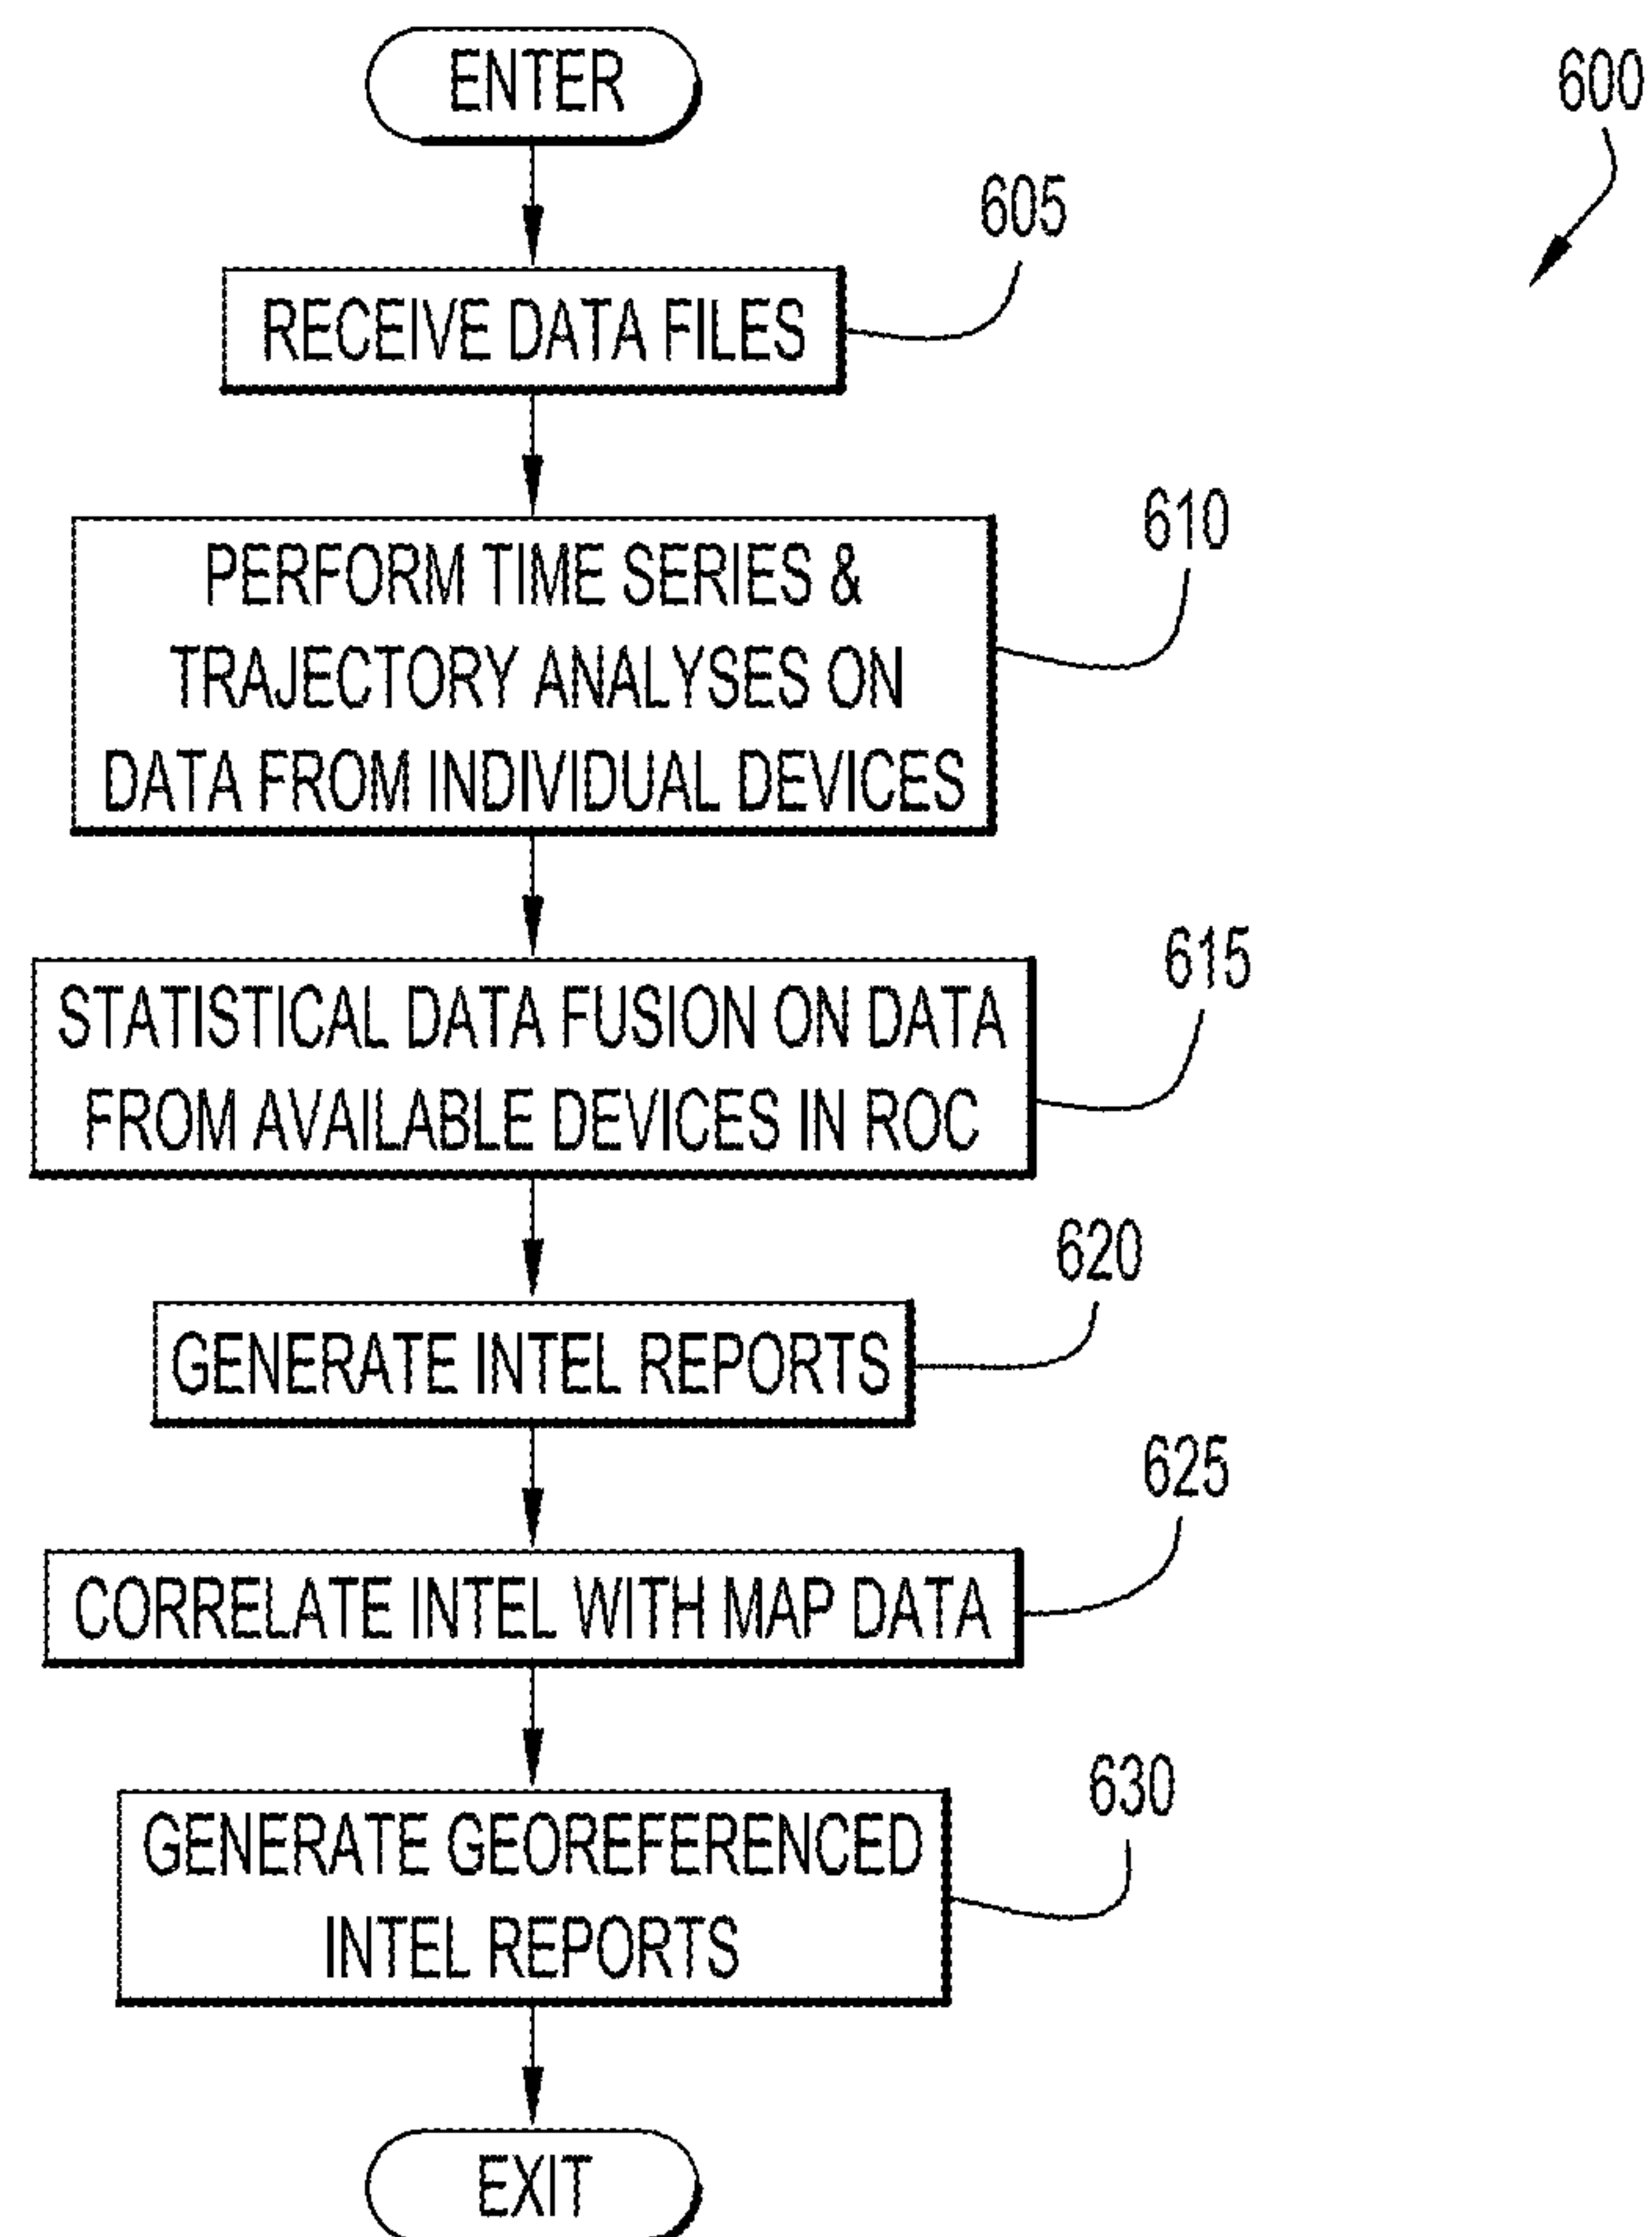 ENTER
600
605
RECEIVE DATA FILES
610
PERFORM TIME SERIES &
TRAJECTORY ANALYSES ON
DATA FROM INDIVIDUAL DEVICES
615
STATISTICAL DATA FUSION ON DATA
FROM AVAILABLE DEVICES IN ROC
620
GENERATE INTEL REPORTS
625
CORRELATE INTEL WITH MAP DATA
630
GENERATE GEOREFERENCED
INTEL REPORTS
EXIT